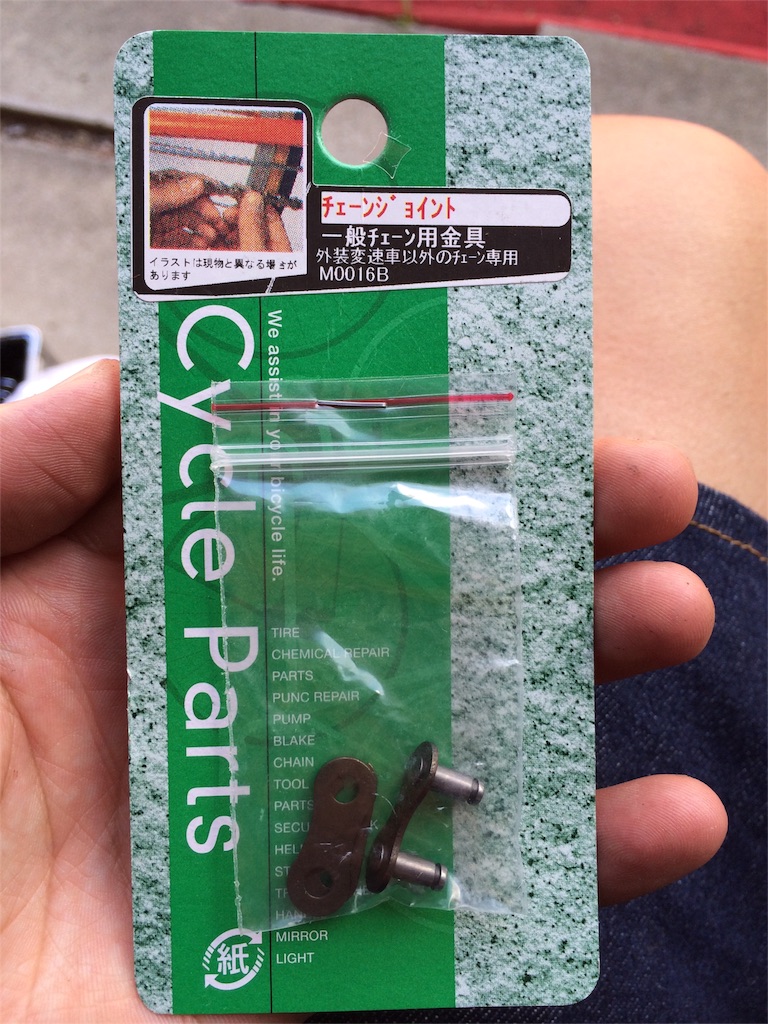 チェーンジョイント
一般チェーン用金具
外装変速車以外のチェーン専用
M0016B
イラストは現物と異なる場合が
あります
Cycle Parts
We assist in your bicycle life.
TIRE
CHEMICAL REPAIR
PARTS
PUNC REPAIR
PUMP
BLAKE
CHAIN
TOOL
PARTS
MIRROR
LIGHT
紙